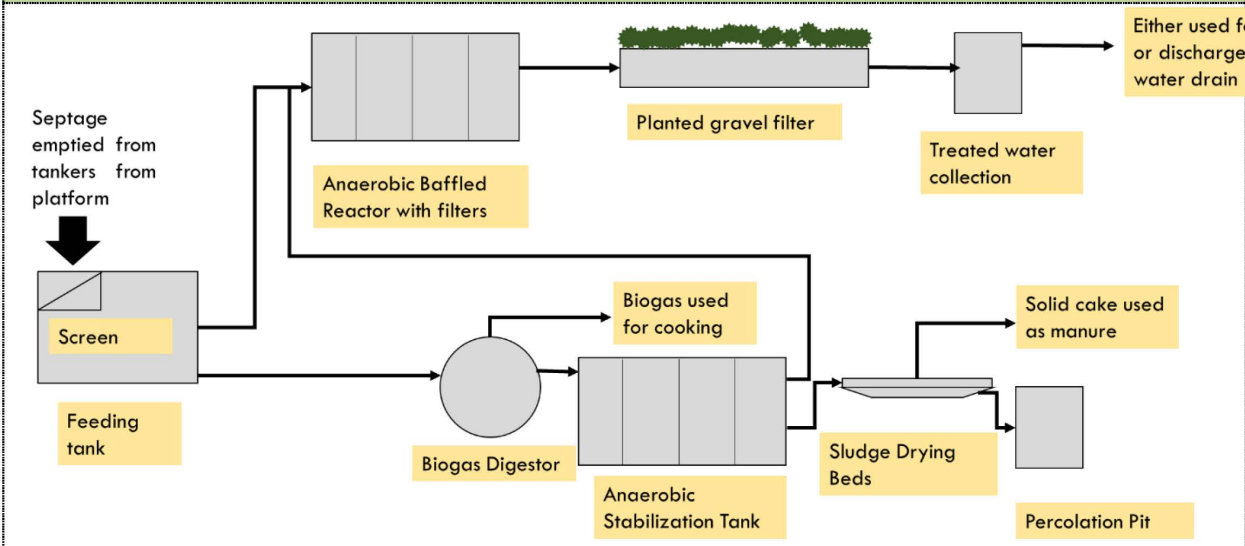 Either used f
or discharge
water drain
Septage
emptied from
tankers from
platform
Planted gravel filter
Treated water
collection
Anaerobic Baffled
Reactor with filters
Biogas used
for cooking
Solid cake used
as manure
Screen
Feeding
tank
Biogas Digestor
Sludge Drying
Beds
Anaerobic
Stabilization Tank
Percolation Pit